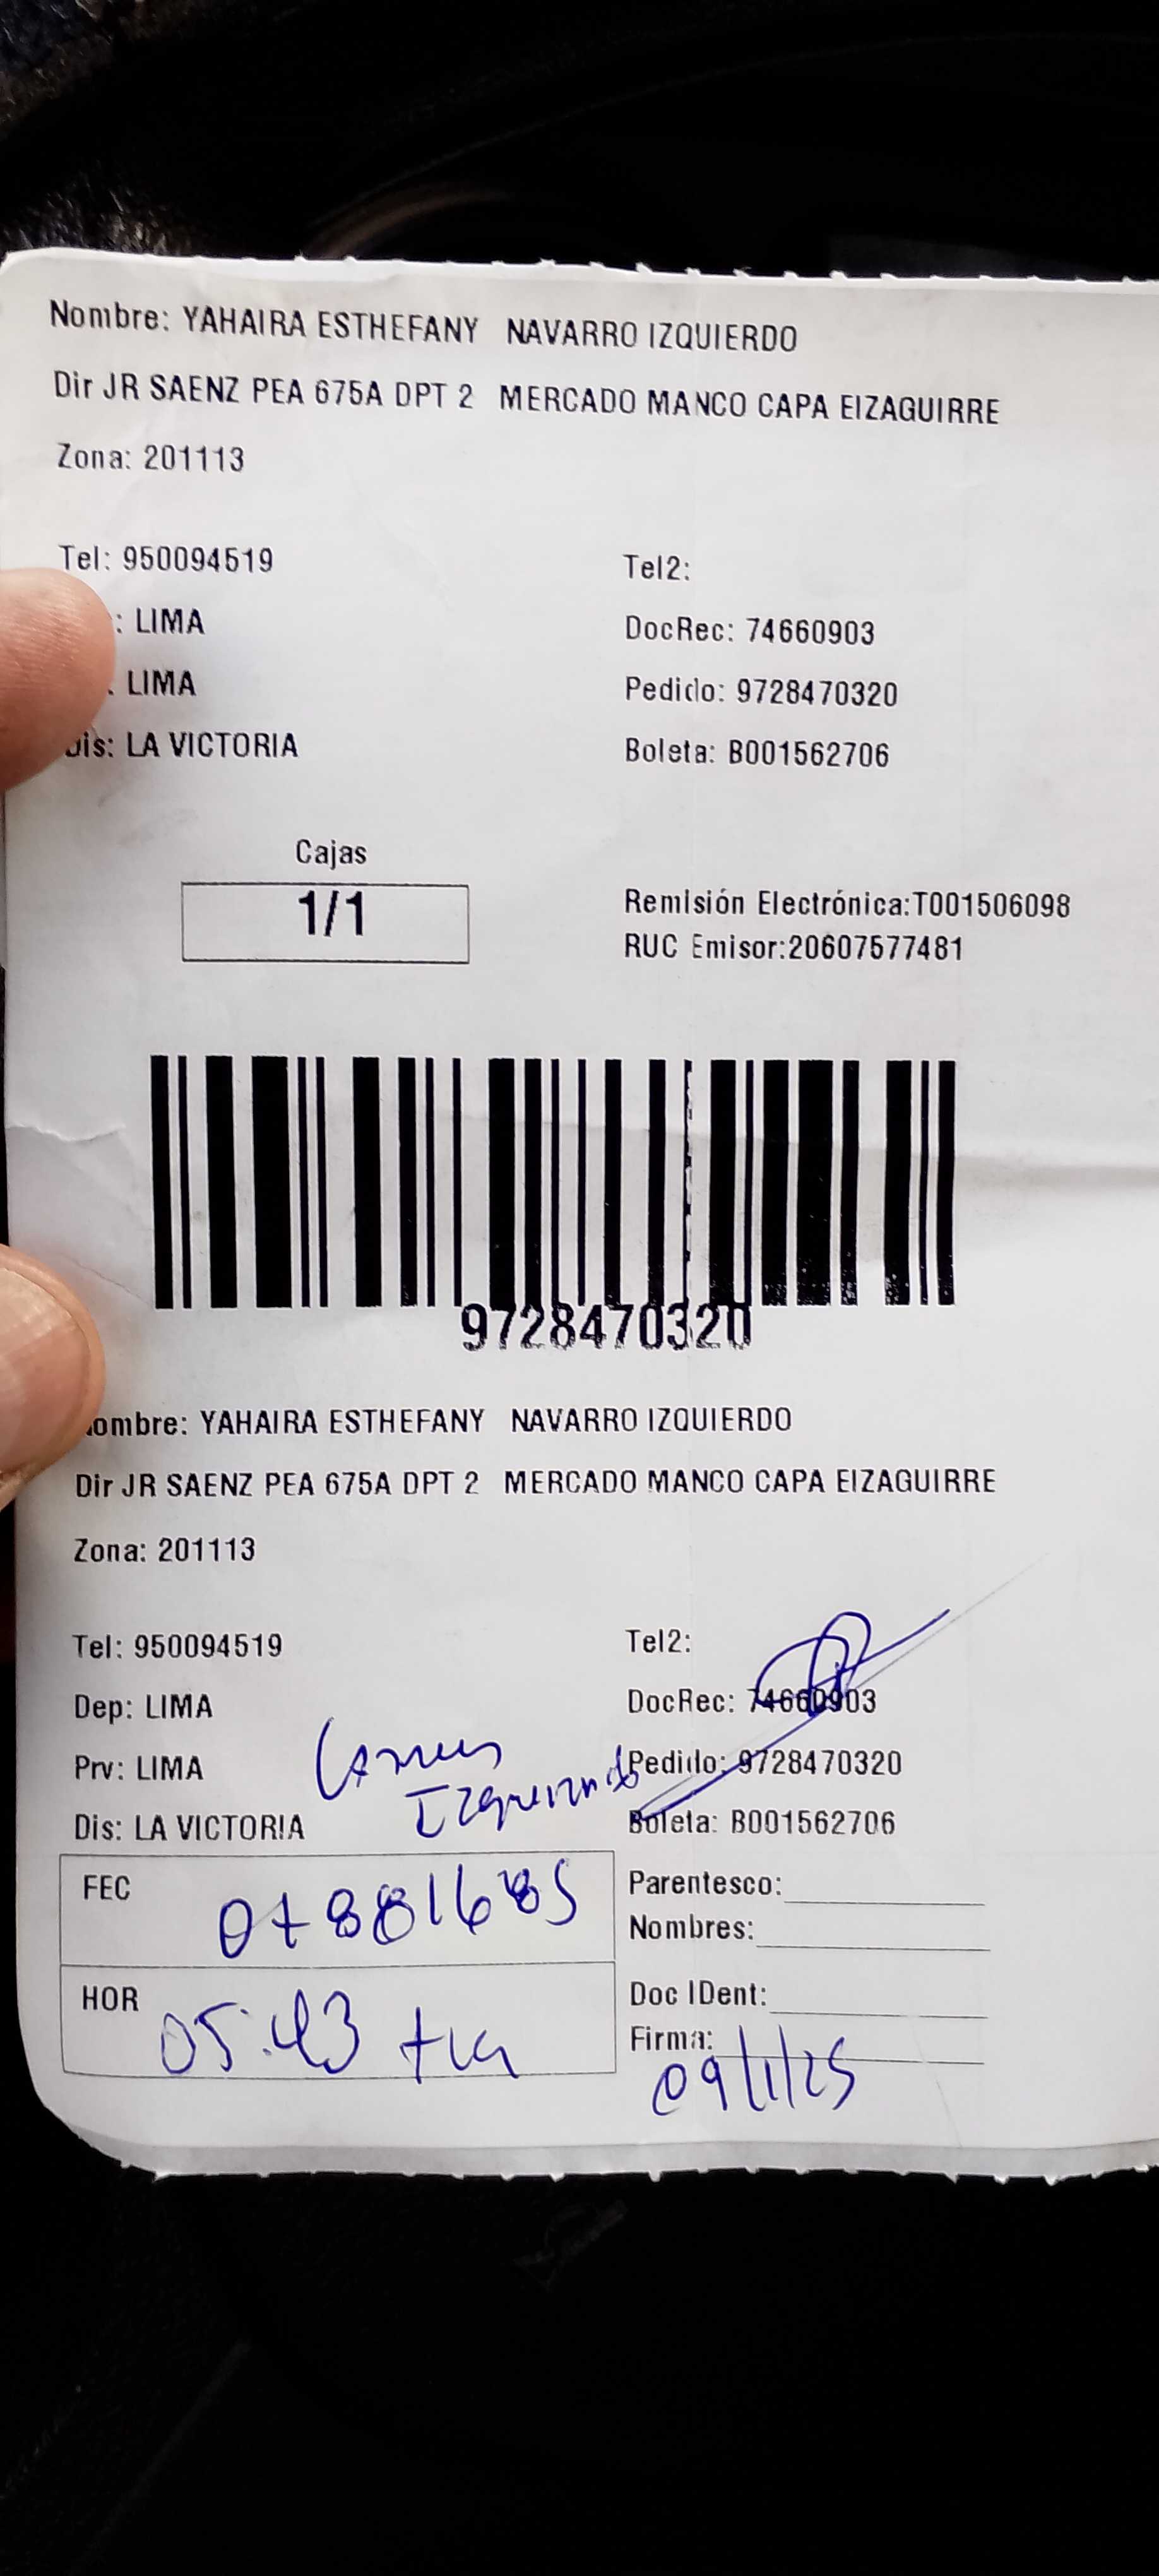 Nombre: YAHAIRA ESTHEFANY NAVARRO IZQUIERDO
Dir JR SAENZ PEA 675A DPT 2 MERCADO MANCO CAPA EIZAGUIRRE
Zona: 201113
Tel: 950094519 Tel2:
: LIMA DocRec: 74660903
. LIMA Pedido: 9728470320
Dis: LA VICTORIA Boleta: B001562706
Cajas
1/1
Remisión Electrónica:T001506098
RUC Emisor:20607577481
9728470320
ombre: YAHAIRA ESTHEFANY NAVARRO IZQUIERDO
Dir JR SAENZ PEA 675A DPT 2 MERCADO MANCO CAPA EIZAGUIRRE
Zona: 201113
Tel: 950094519 Tel2:
Dep: LIMA DocRec: 74660903
Prv: LIMA Pedido: 9728470320
Dis: LA VICTORIA Boleta: B001562706
FEC Parentesco:
Nombres:
HOR 05:43 Doc IDent:
Firma:
09/1/25